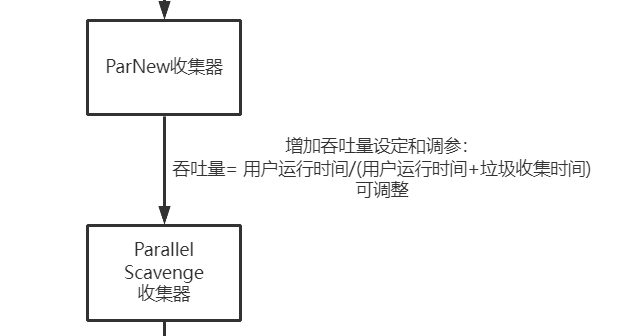 ParNew收集器
增加吞吐量设定和调参：
吞吐量= 用户运行时间/(用户运行时间+垃圾收集时间)
可调整
Parallel
Scavenge
收集器